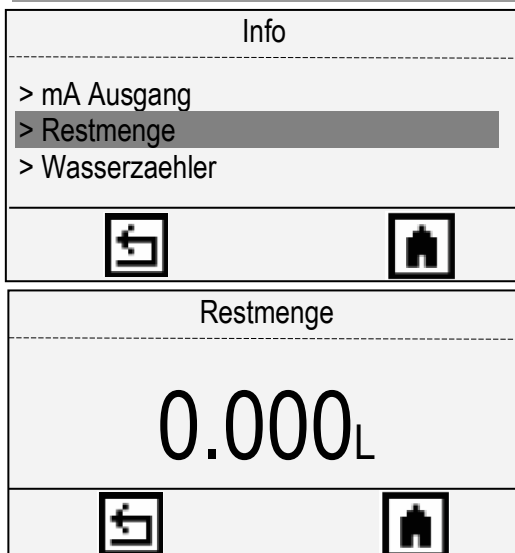 Info
> mA Ausgang
> Restmenge
> Wasserzaehler
Restmenge
0.000L